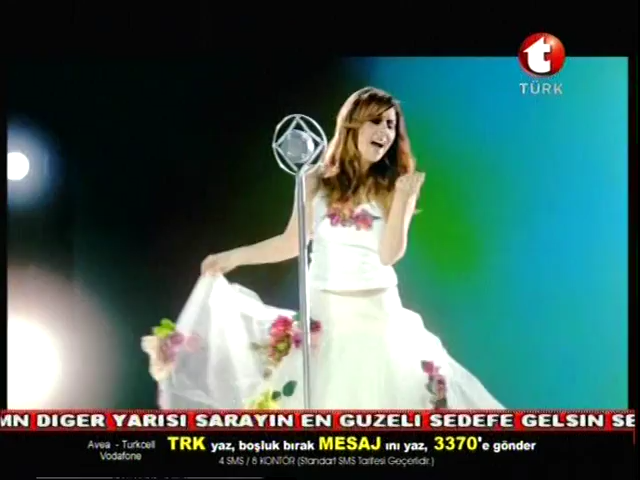 t
TÜRK
MN DIGER YARISI SARAYIN EN GUZELI SEDEFE GELSIN SE
Avea - Turkcell TRK yaz, boşluk bırak MESAJ ını yaz, 3370'e gönder
Vodafone 4 SMS / 8 KONTÖR (Standart SMS Tarifesi Geçerlidir.)